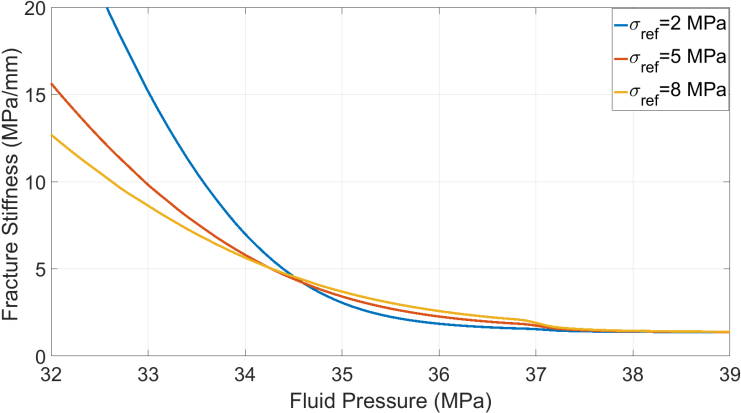 Fracture Stiffness (MPa/mm)
20
15
10
5
0
σref=2 MPa
σref=5 MPa
σref=8 MPa
32 33 34 35 36 37 38 39
Fluid Pressure (MPa)